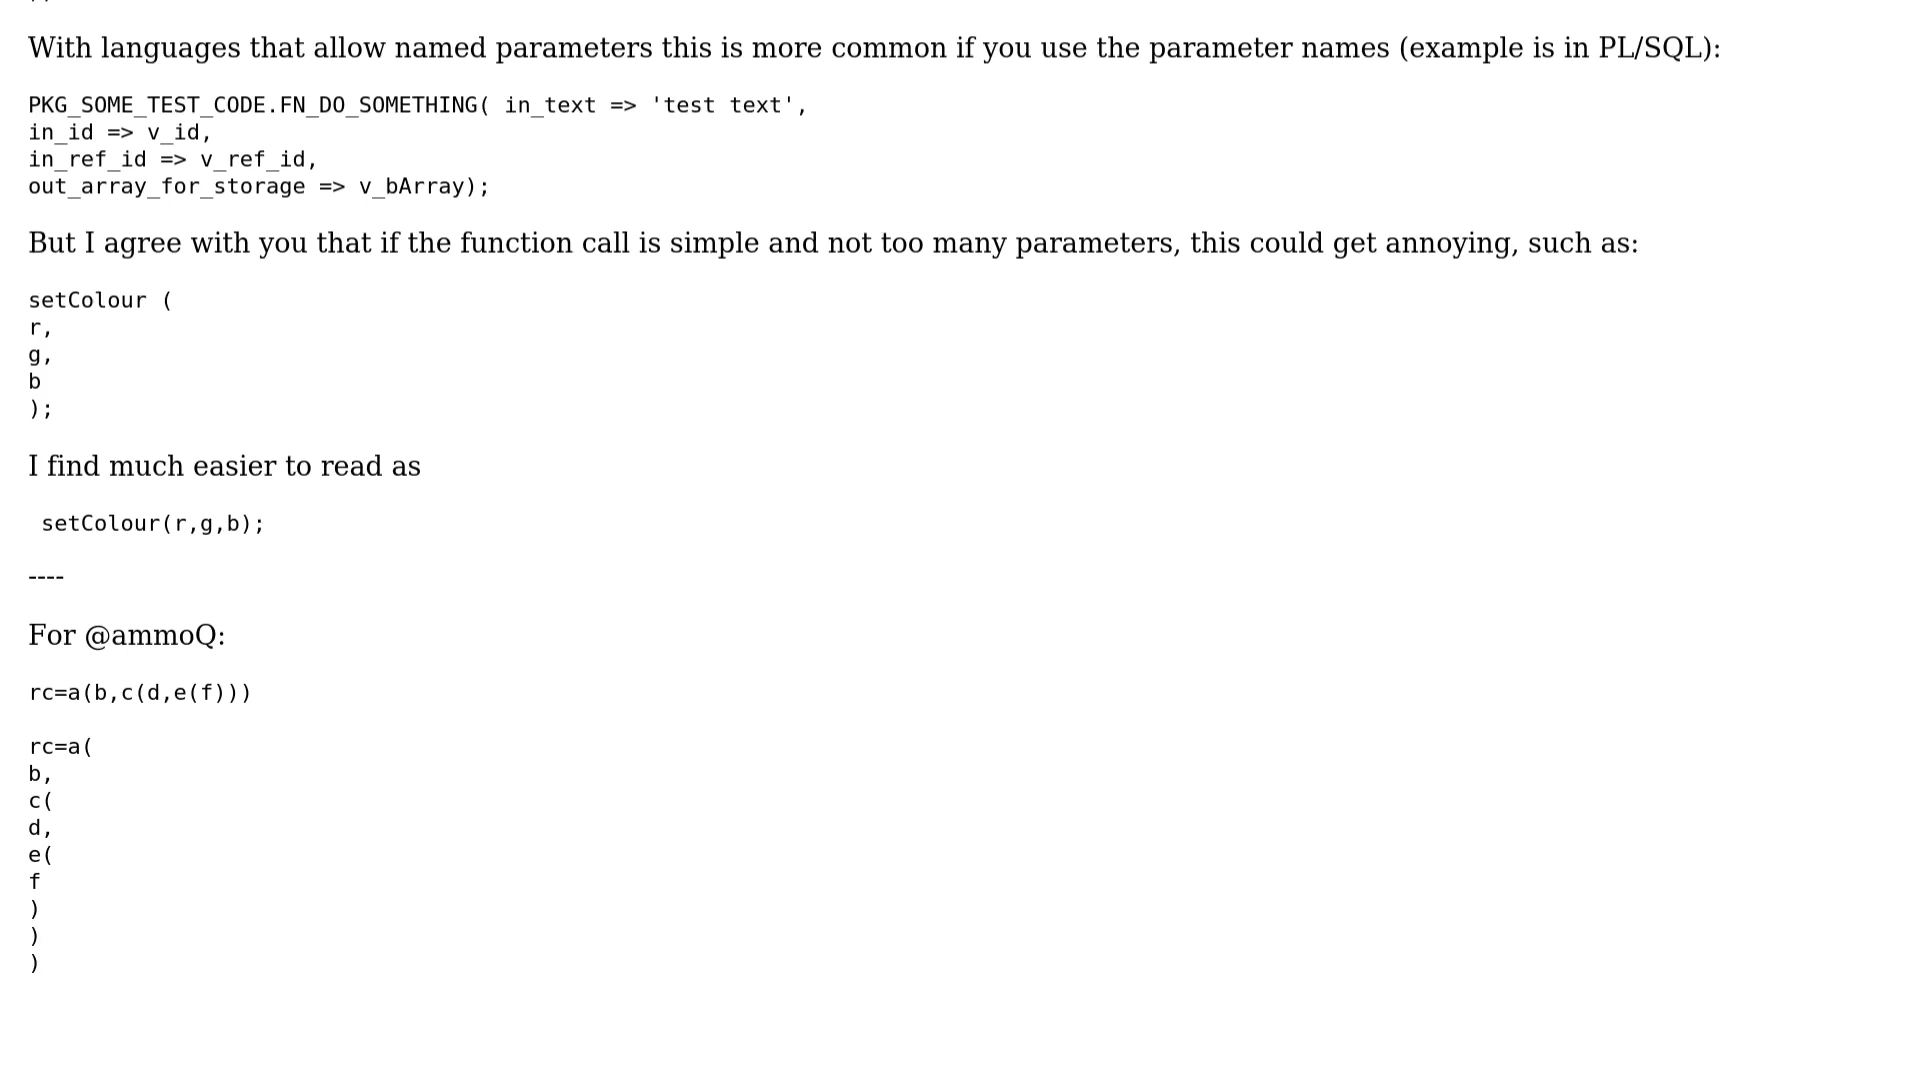 With languages that allow named parameters this is more common if you use the parameter names (example is in PL/SQL):
PKG_SOME_TEST_CODE.FN_DO_SOMETHING( in_text => 'test text',
in_id => v_id,
in_ref_id => v_ref_id,
out_array_for_storage => v_bArray);
But I agree with you that if the function call is simple and not too many parameters, this could get annoying, such as:
setColour (
r,
g,
b
);
I find much easier to read as
setColour(r,g,b);
----
For @ammoQ:
rc=a(b,c(d,e(f)))
rc=a(
b,
c(
d,
e(
f
)
)
)